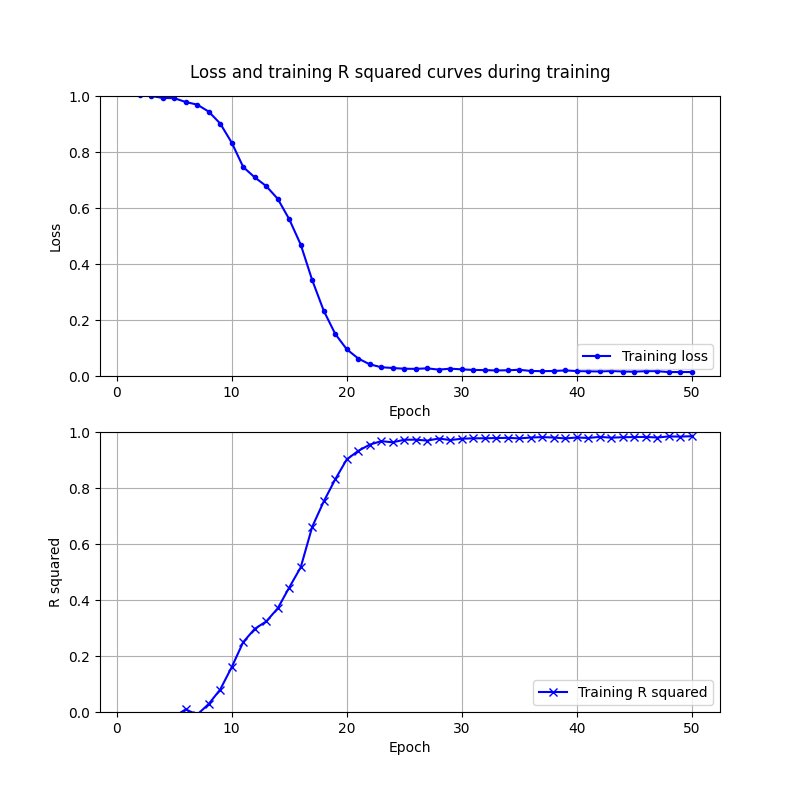 Loss and training R squared curves during training
1.0
0.8
0.6
0.4
0.2
0.0
Loss
Training loss
0 10 20 30 40 50
Epoch
1.0
0.8
0.6
0.4
0.2
0.0
R squared
Training R squared
0 10 20 30 40 50
Epoch